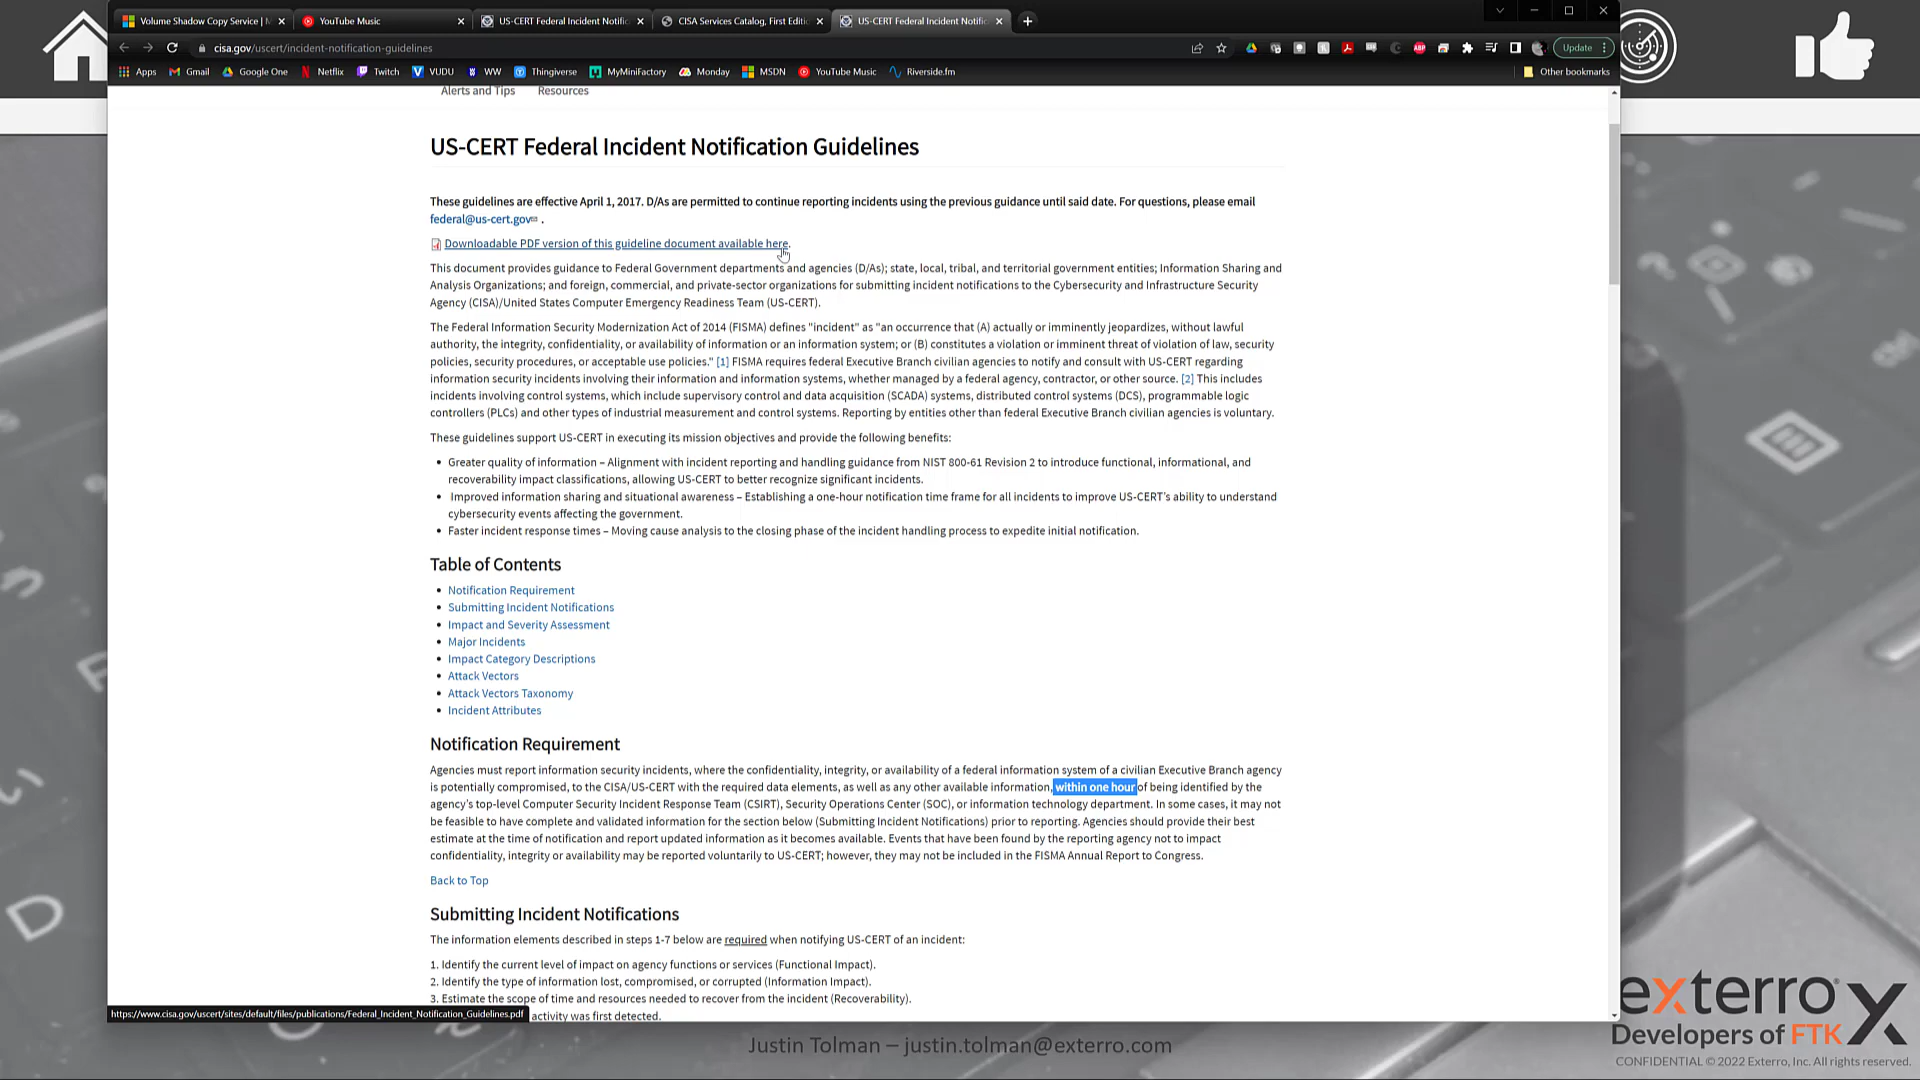 Volume Shadow Copy Service |
YouTube Music
US-CERT Federal Incident Notific
CISA Services Catalog, First Editi
US-CERT Federal Incident Notific
cisa.gov/uscert/incident-notification-guidelines
Update
Apps
Gmail
Google One
Netflix
Twitch
VUDU
WW
Thingiverse
MyMiniFactory
Monday
MSDN
YouTube Music
Riverside.fm
Other bookmarks
Alerts and Tips
Resources
US-CERT Federal Incident Notification Guidelines
These guidelines are effective April 1, 2017. D/As are permitted to continue reporting incidents using the previous guidance until said date. For questions, please email
federal@us-cert.gov .
Downloadable PDF version of this guideline document available here.
This document provides guidance to Federal Government departments and agencies (D/As); state, local, tribal, and territorial government entities; Information Sharing and
Analysis Organizations; and foreign, commercial, and private-sector organizations for submitting incident notifications to the Cybersecurity and Infrastructure Security
Agency (CISA)/United States Computer Emergency Readiness Team (US-CERT).
The Federal Information Security Modernization Act of 2014 (FISMA) defines "incident" as "an occurrence that (A) actually or imminently jeopardizes, without lawful
authority, the integrity, confidentiality, or availability of information or an information system; or (B) constitutes a violation or imminent threat of violation of law, security
policies, security procedures, or acceptable use policies." [1] FISMA requires federal Executive Branch civilian agencies to notify and consult with US-CERT regarding
information security incidents involving their information and information systems, whether managed by a federal agency, contractor, or other source. [2] This includes
incidents involving control systems, which include supervisory control and data acquisition (SCADA) systems, distributed control systems (DCS), programmable logic
controllers (PLCs) and other types of industrial measurement and control systems. Reporting by entities other than federal Executive Branch civilian agencies is voluntary.
These guidelines support US-CERT in executing its mission objectives and provide the following benefits:
• Greater quality of information – Alignment with incident reporting and handling guidance from NIST 800-61 Revision 2 to introduce functional, informational, and
recoverability impact classifications, allowing US-CERT to better recognize significant incidents.
• Improved information sharing and situational awareness – Establishing a one-hour notification time frame for all incidents to improve US-CERT's ability to understand
cybersecurity events affecting the government.
• Faster incident response times – Moving cause analysis to the closing phase of the incident handling process to expedite initial notification.
Table of Contents
• Notification Requirement
• Submitting Incident Notifications
• Impact and Severity Assessment
• Major Incidents
• Impact Category Descriptions
• Attack Vectors
• Attack Vectors Taxonomy
• Incident Attributes
Notification Requirement
Agencies must report information security incidents, where the confidentiality, integrity, or availability of a federal information system of a civilian Executive Branch agency
is potentially compromised, to the CISA/US-CERT with the required data elements, as well as any other available information, within one hour of being identified by the
agency's top-level Computer Security Incident Response Team (CSIRT), Security Operations Center (SOC), or information technology department. In some cases, it may not
be feasible to have complete and validated information for the section below (Submitting Incident Notifications) prior to reporting. Agencies should provide their best
estimate at the time of notification and report updated information as it becomes available. Events that have been found by the reporting agency not to impact
confidentiality, integrity or availability may be reported voluntarily to US-CERT; however, they may not be included in the FISMA Annual Report to Congress.
Back to Top
Submitting Incident Notifications
The information elements described in steps 1-7 below are required when notifying US-CERT of an incident:
1. Identify the current level of impact on agency functions or services (Functional Impact).
2. Identify the type of information lost, compromised, or corrupted (Information Impact).
3. Estimate the scope of time and resources needed to recover from the incident (Recoverability).
activity was first detected.
https://www.cisa.gov/uscert/sites/default/files/publications/Federal_Incident_Notification_Guidelines.pdf
Justin Tolman – justin.tolman@exterro.com
exterro®
Developers of FTK
CONFIDENTIAL © 2022 Exterro, Inc. All rights reserved.